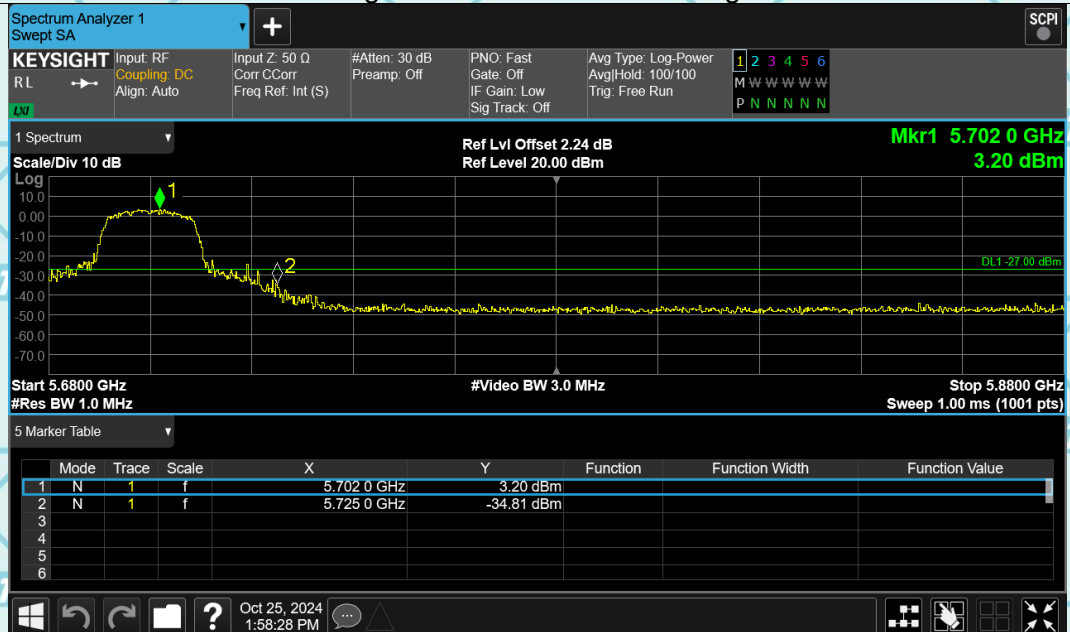 Spectrum Analyzer 1
Swept SA
+
SCPI
KEYSIGHT Input: RF Input Z: 50 Ω #Atten: 30 dB PNO: Fast Avg Type: Log-Power 1 2 3 4 5 6
RL Coupling: DC Corr CCorr Preamp: Off Gate: Off Avg|Hold: 100/100 M W W W W W W
Align: Auto Freq Ref: Int (S) IF Gain: Low Trig: Free Run
LXI Sig Track: Off P N N N N N N
1 Spectrum Ref Lvl Offset 2.24 dB Mkr1 5.702 0 GHz
Scale/Div 10 dB Ref Level 20.00 dBm 3.20 dBm
Log
10.0
0.00
-10.0
-20.0
-30.0
-40.0
-50.0
-60.0
-70.0
1
2
DL1 -27.00 dBm
Start 5.6800 GHz #Video BW 3.0 MHz Stop 5.8800 GHz
#Res BW 1.0 MHz Sweep 1.00 ms (1001 pts)
5 Marker Table
Mode Trace Scale X Y Function Function Width Function Value
1 N 1 f 5.702 0 GHz 3.20 dBm
2 N 1 f 5.725 0 GHz -34.81 dBm
3
4
5
6
? Oct 25, 2024
1:58:28 PM